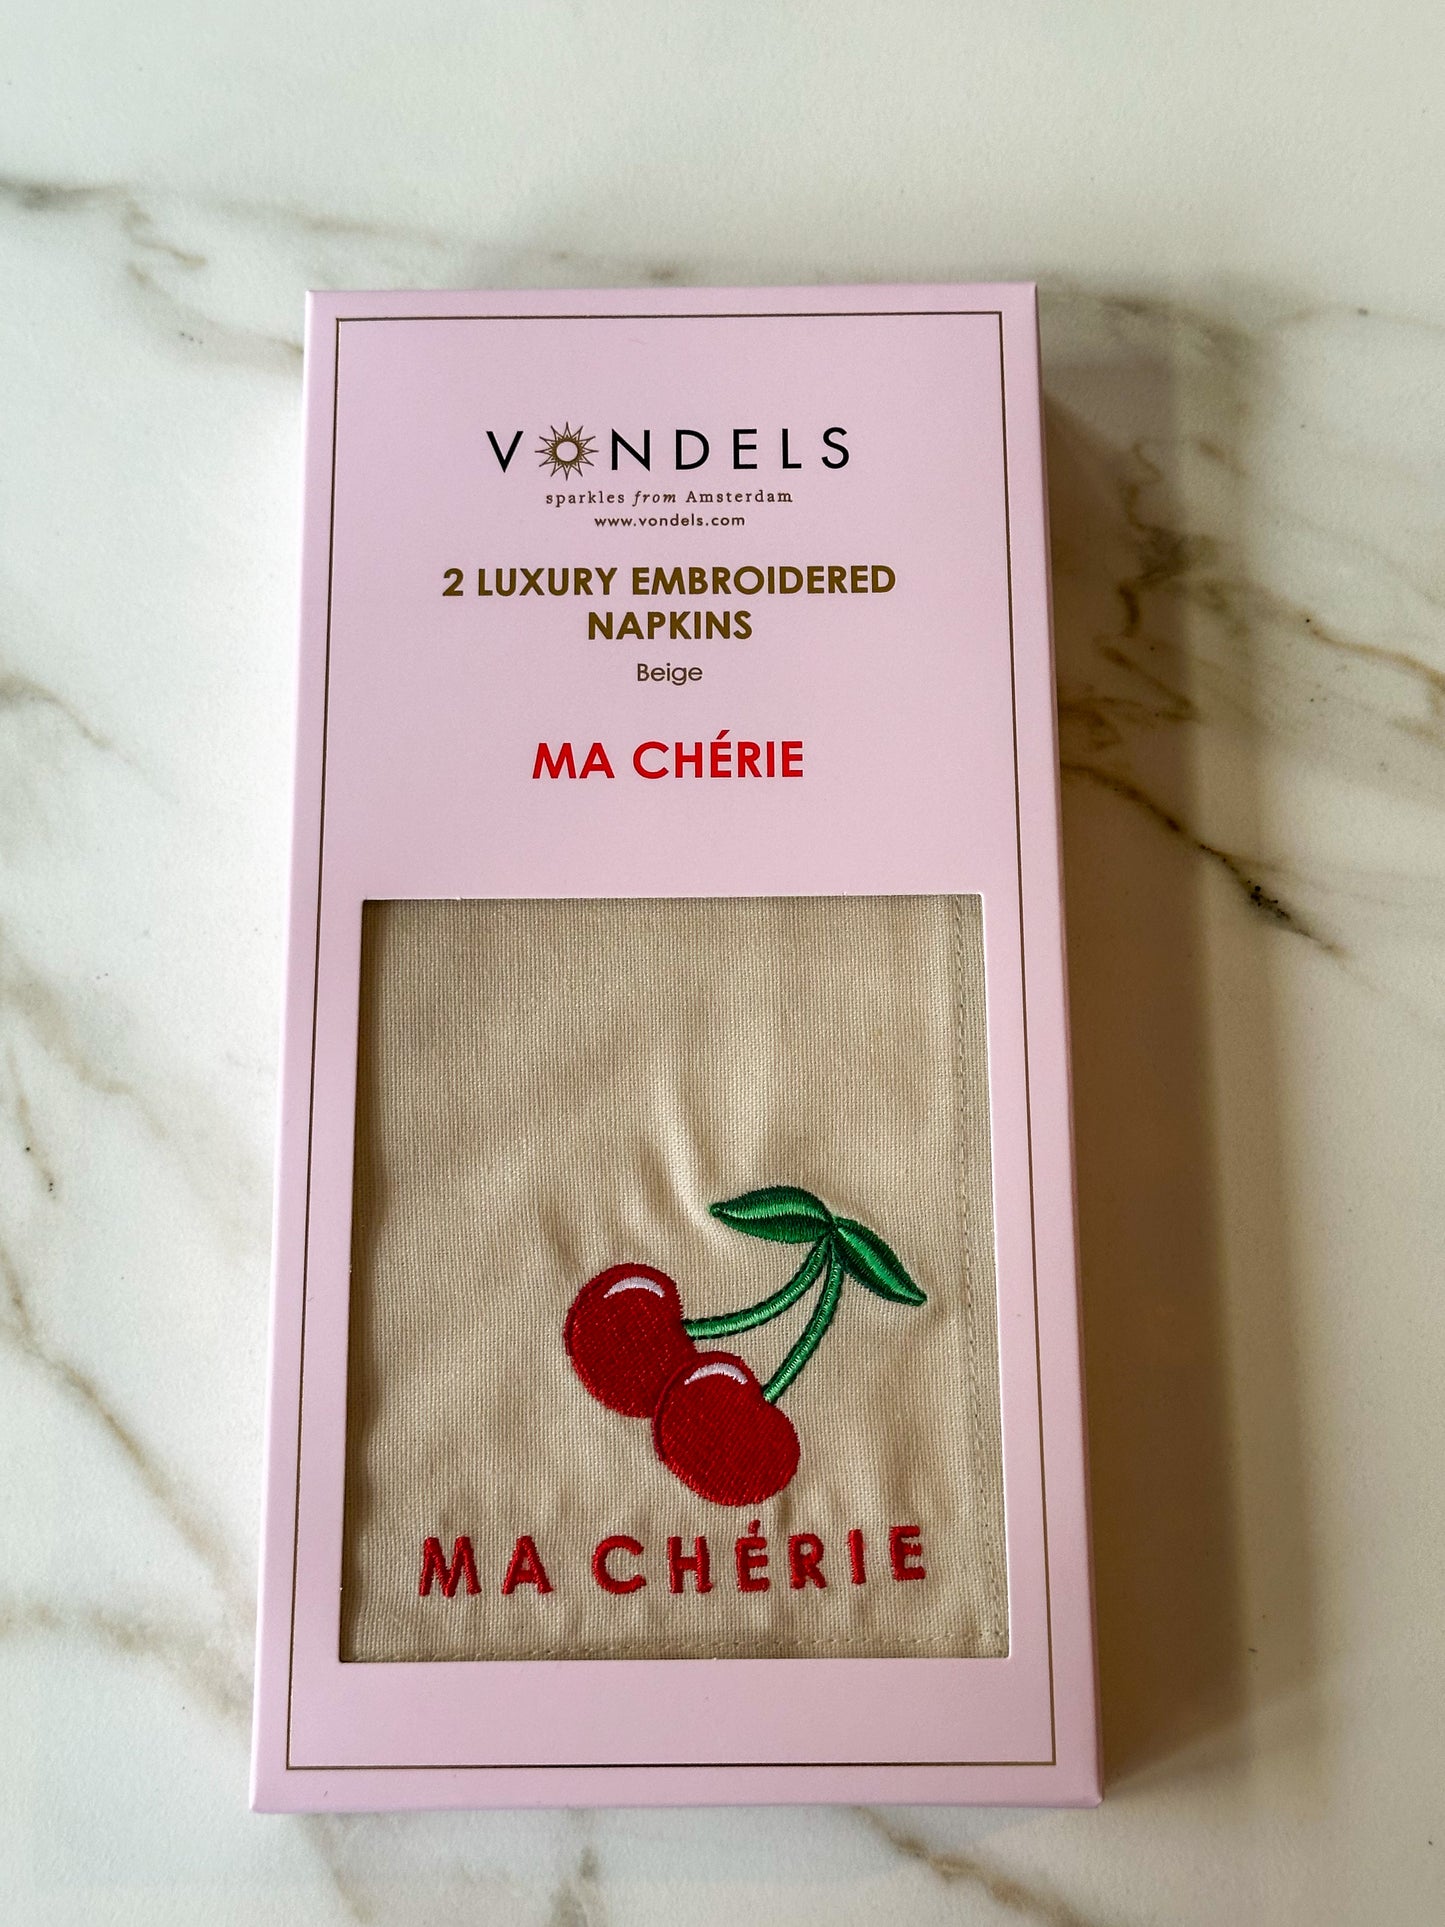 VONDELS
sparkles from Amsterdam
www.vondels.com
2 LUXURY EMBROIDERED
NAPKINS
Beige
MA CHÉRIE
MA CHÉRIE